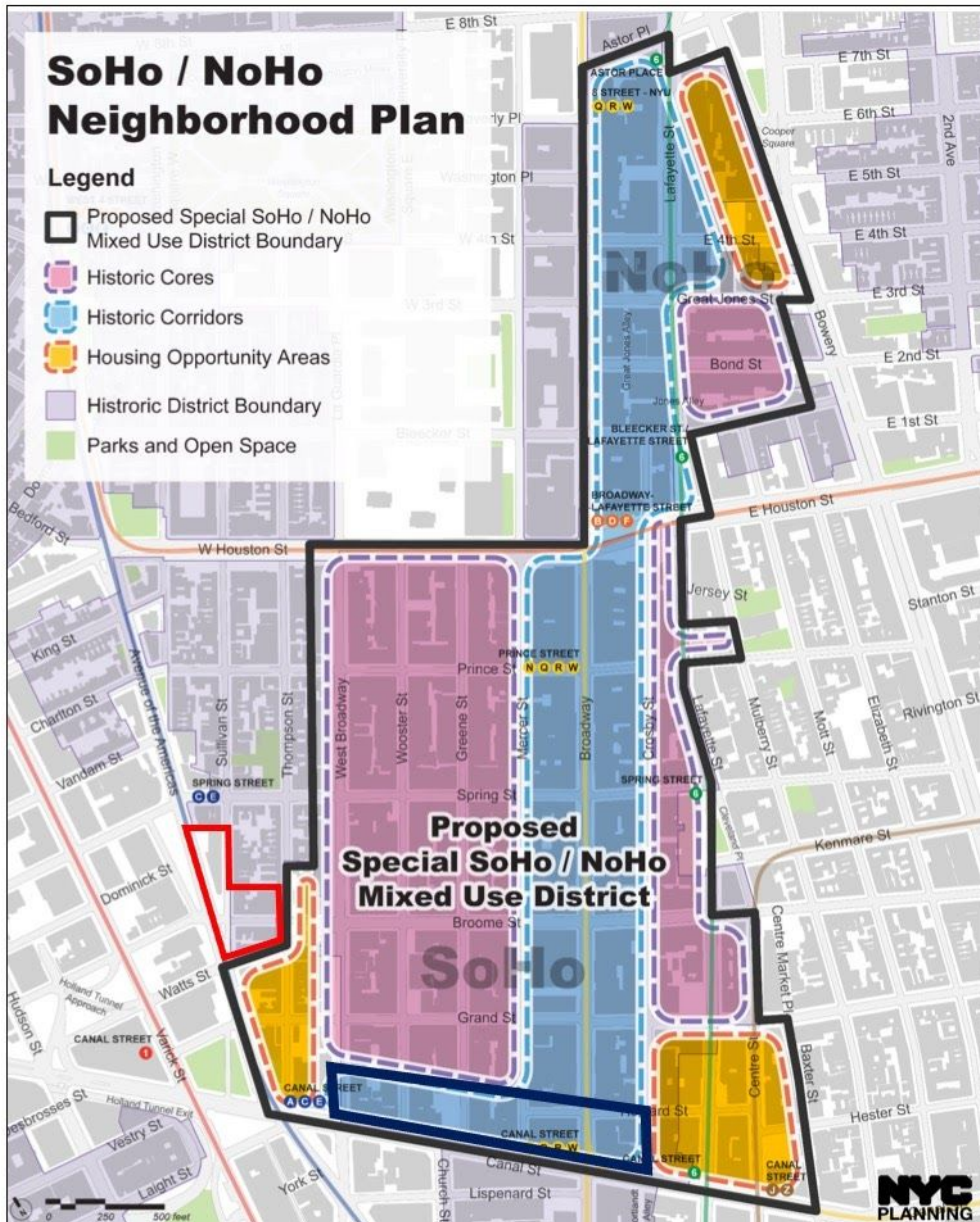 SoHo / NoHo
Neighborhood Plan
Legend
Proposed Special SoHo / NoHo
Mixed Use District Boundary
Historic Cores
Historic Corridors
Housing Opportunity Areas
Histroric District Boundary
Parks and Open Space
E 8th St
Astor Pl
E 7th St
ASTOR PLACE
6
8 STREET - NYU
Q R W
E 6th St
Cooper
Square
2nd Ave
Lafayette St
E 5th St
E 4th St
E 4th St
NoHo
W 3rd St
Great Jones St
E 3rd St
Bowery
Great Jones Alley
Bond St
E 2nd St
Jones Alley
E 1st St
Bleecker St
BLEECKER ST /
LAFAYETTE STREET
6
BROADWAY-
LAFAYETTE STREET
B D F
E Houston St
Bedford St
W Houston St
Jersey St
Stanton St
King St
Avenue of the Americas
PRINCE STREET
Prince St
N Q R W
Charlton St
Sullivan St
Thompson St
West Broadway
Wooster St
Greene St
Mercer St
Broadway
Crosby St
Lafayette St
Mulberry St
Mott St
Elizabeth St
Rivington St
Vandam St
SPRING STREET
C E
Spring St
SPRING STREET
6
Cleveland Pl
Kenmare St
Proposed
Special SoHo / NoHo
Mixed Use District
Dominick St
Broome St
SoHo
Centre Market Pl
Watts St
Holland Tunnel
Approach
Hudson St
Grand St
CANAL STREET
1
Varick St
Centre St
Baxter St
CANAL STREET
A C E
Holland Tunnel Exit
Hester St
Desbrosses St
Vestry St
CANAL STREET
R W
Canal St
6
CANAL
STREET
J Z
Laight St
York St
Church St
Lispenard St
0 250 500 feet
NYC
PLANNING